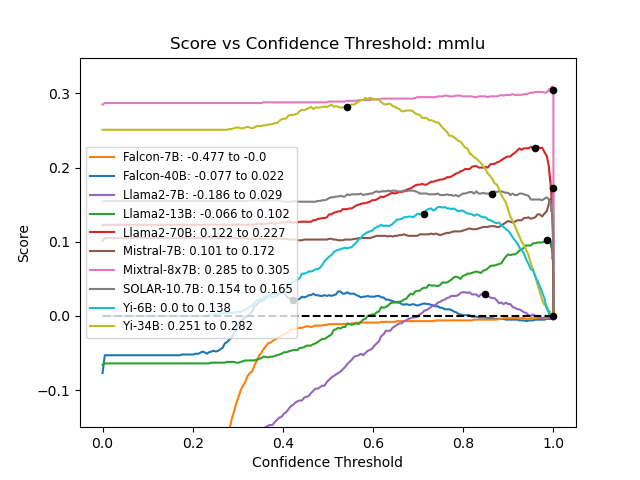 Score vs Confidence Threshold: mmlu
Score
0.3
0.2
0.1
0.0
−0.1
Falcon-7B: -0.477 to -0.0
Falcon-40B: -0.077 to 0.022
Llama2-7B: -0.186 to 0.029
Llama2-13B: -0.066 to 0.102
Llama2-70B: 0.122 to 0.227
Mistral-7B: 0.101 to 0.172
Mixtral-8x7B: 0.285 to 0.305
SOLAR-10.7B: 0.154 to 0.165
Yi-6B: 0.0 to 0.138
Yi-34B: 0.251 to 0.282
0.0 0.2 0.4 0.6 0.8 1.0
Confidence Threshold